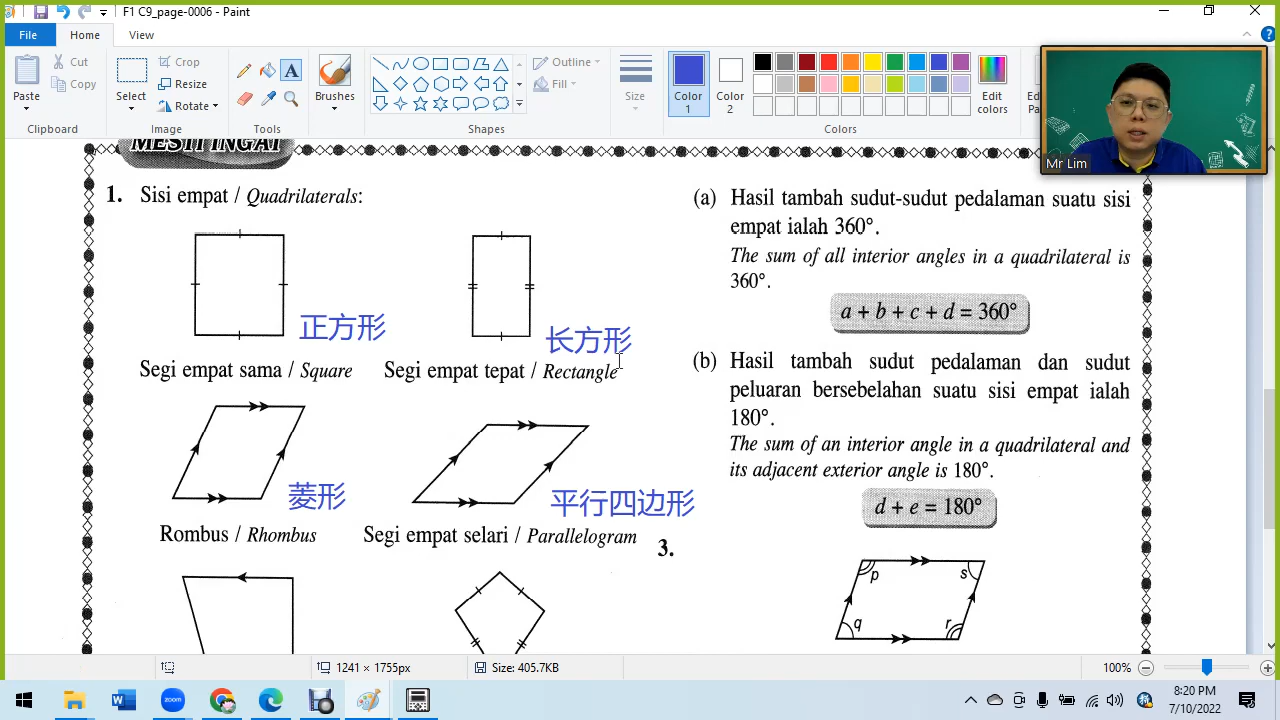 F1 C9_page-0006 - Paint
File
Home
View
Paste
Cut
Copy
Clipboard
Select
Crop
Resize
Rotate
Image
A
Tools
Brushes
Shapes
Outline
Fill
Size
Color 1
Color 2
Colors
Edit colors
Mr Lim
MESTI INGAT
1. Sisi empat / Quadrilaterals:
正方形
长方形
Segi empat sama / Square
Segi empat tepat / Rectangle
菱形
平行四边形
Rombus / Rhombus
Segi empat selari / Parallelogram
(a) Hasil tambah sudut-sudut pedalaman suatu sisi
empat ialah 360°.
The sum of all interior angles in a quadrilateral is
360°.
a + b + c + d = 360°
(b) Hasil tambah sudut pedalaman dan sudut
peluaran bersebelahan suatu sisi empat ialah
180°.
The sum of an interior angle in a quadrilateral and
its adjacent exterior angle is 180°.
d + e = 180°
3.
p
s
q
r
1241 × 1755px
Size: 405.7KB
100%
zoom
8:20 PM
7/10/2022